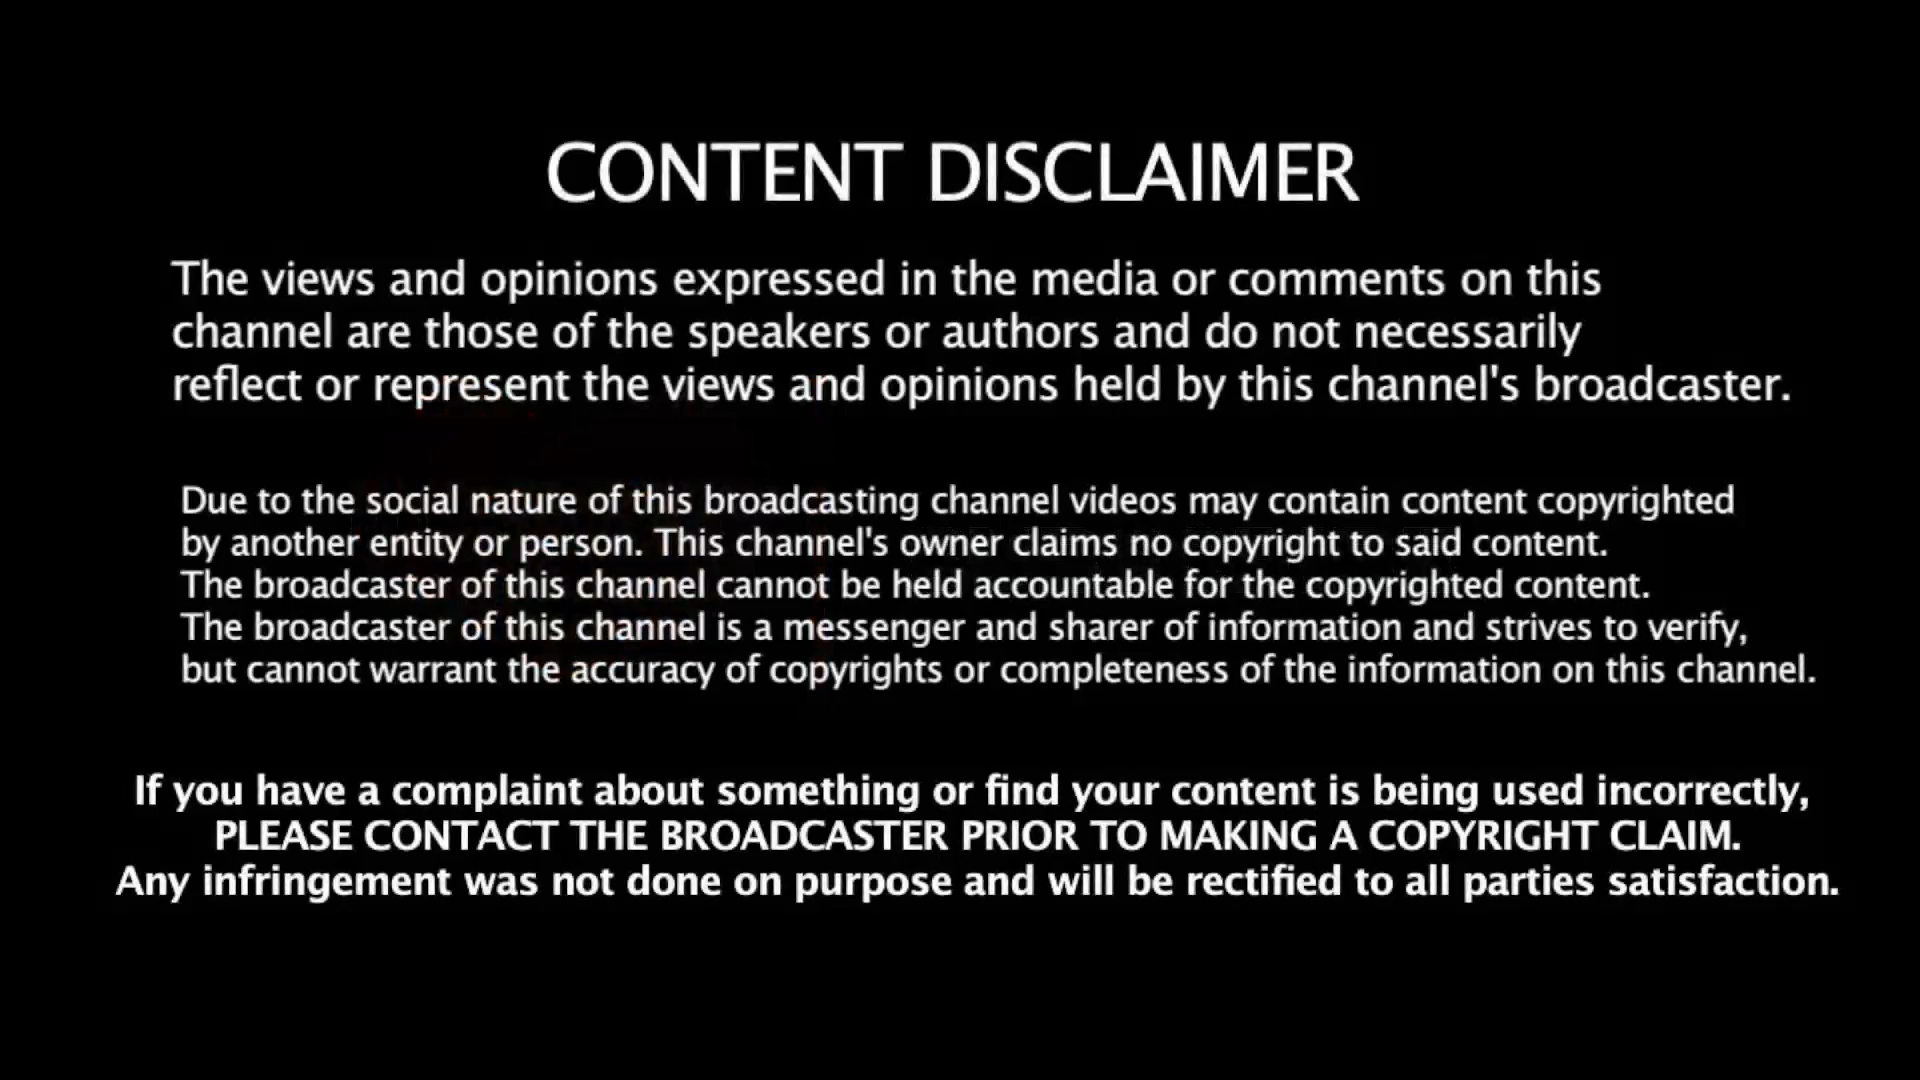 CONTENT DISCLAIMER
The views and opinions expressed in the media or comments on this
channel are those of the speakers or authors and do not necessarily
reflect or represent the views and opinions held by this channel's broadcaster.
Due to the social nature of this broadcasting channel videos may contain content copyrighted
by another entity or person. This channel's owner claims no copyright to said content.
The broadcaster of this channel cannot be held accountable for the copyrighted content.
The broadcaster of this channel is a messenger and sharer of information and strives to verify,
but cannot warrant the accuracy of copyrights or completeness of the information on this channel.
If you have a complaint about something or find your content is being used incorrectly,
PLEASE CONTACT THE BROADCASTER PRIOR TO MAKING A COPYRIGHT CLAIM.
Any infringement was not done on purpose and will be rectified to all parties satisfaction.